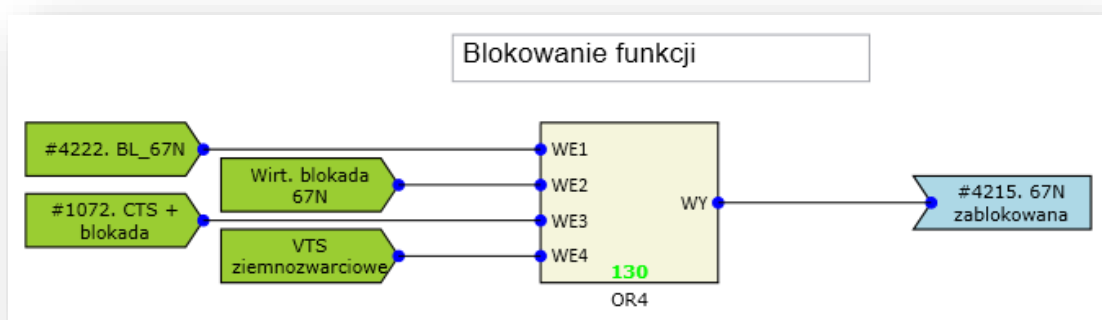 Blokowanie funkcji
#4222. BL_67N
WE1
Wirt. blokada
67N
WE2
#1072. CTS +
blokada
WE3
VTS
ziemnozwarciowe
WE4
WY
130
OR4
#4215. 67N
zablokowana